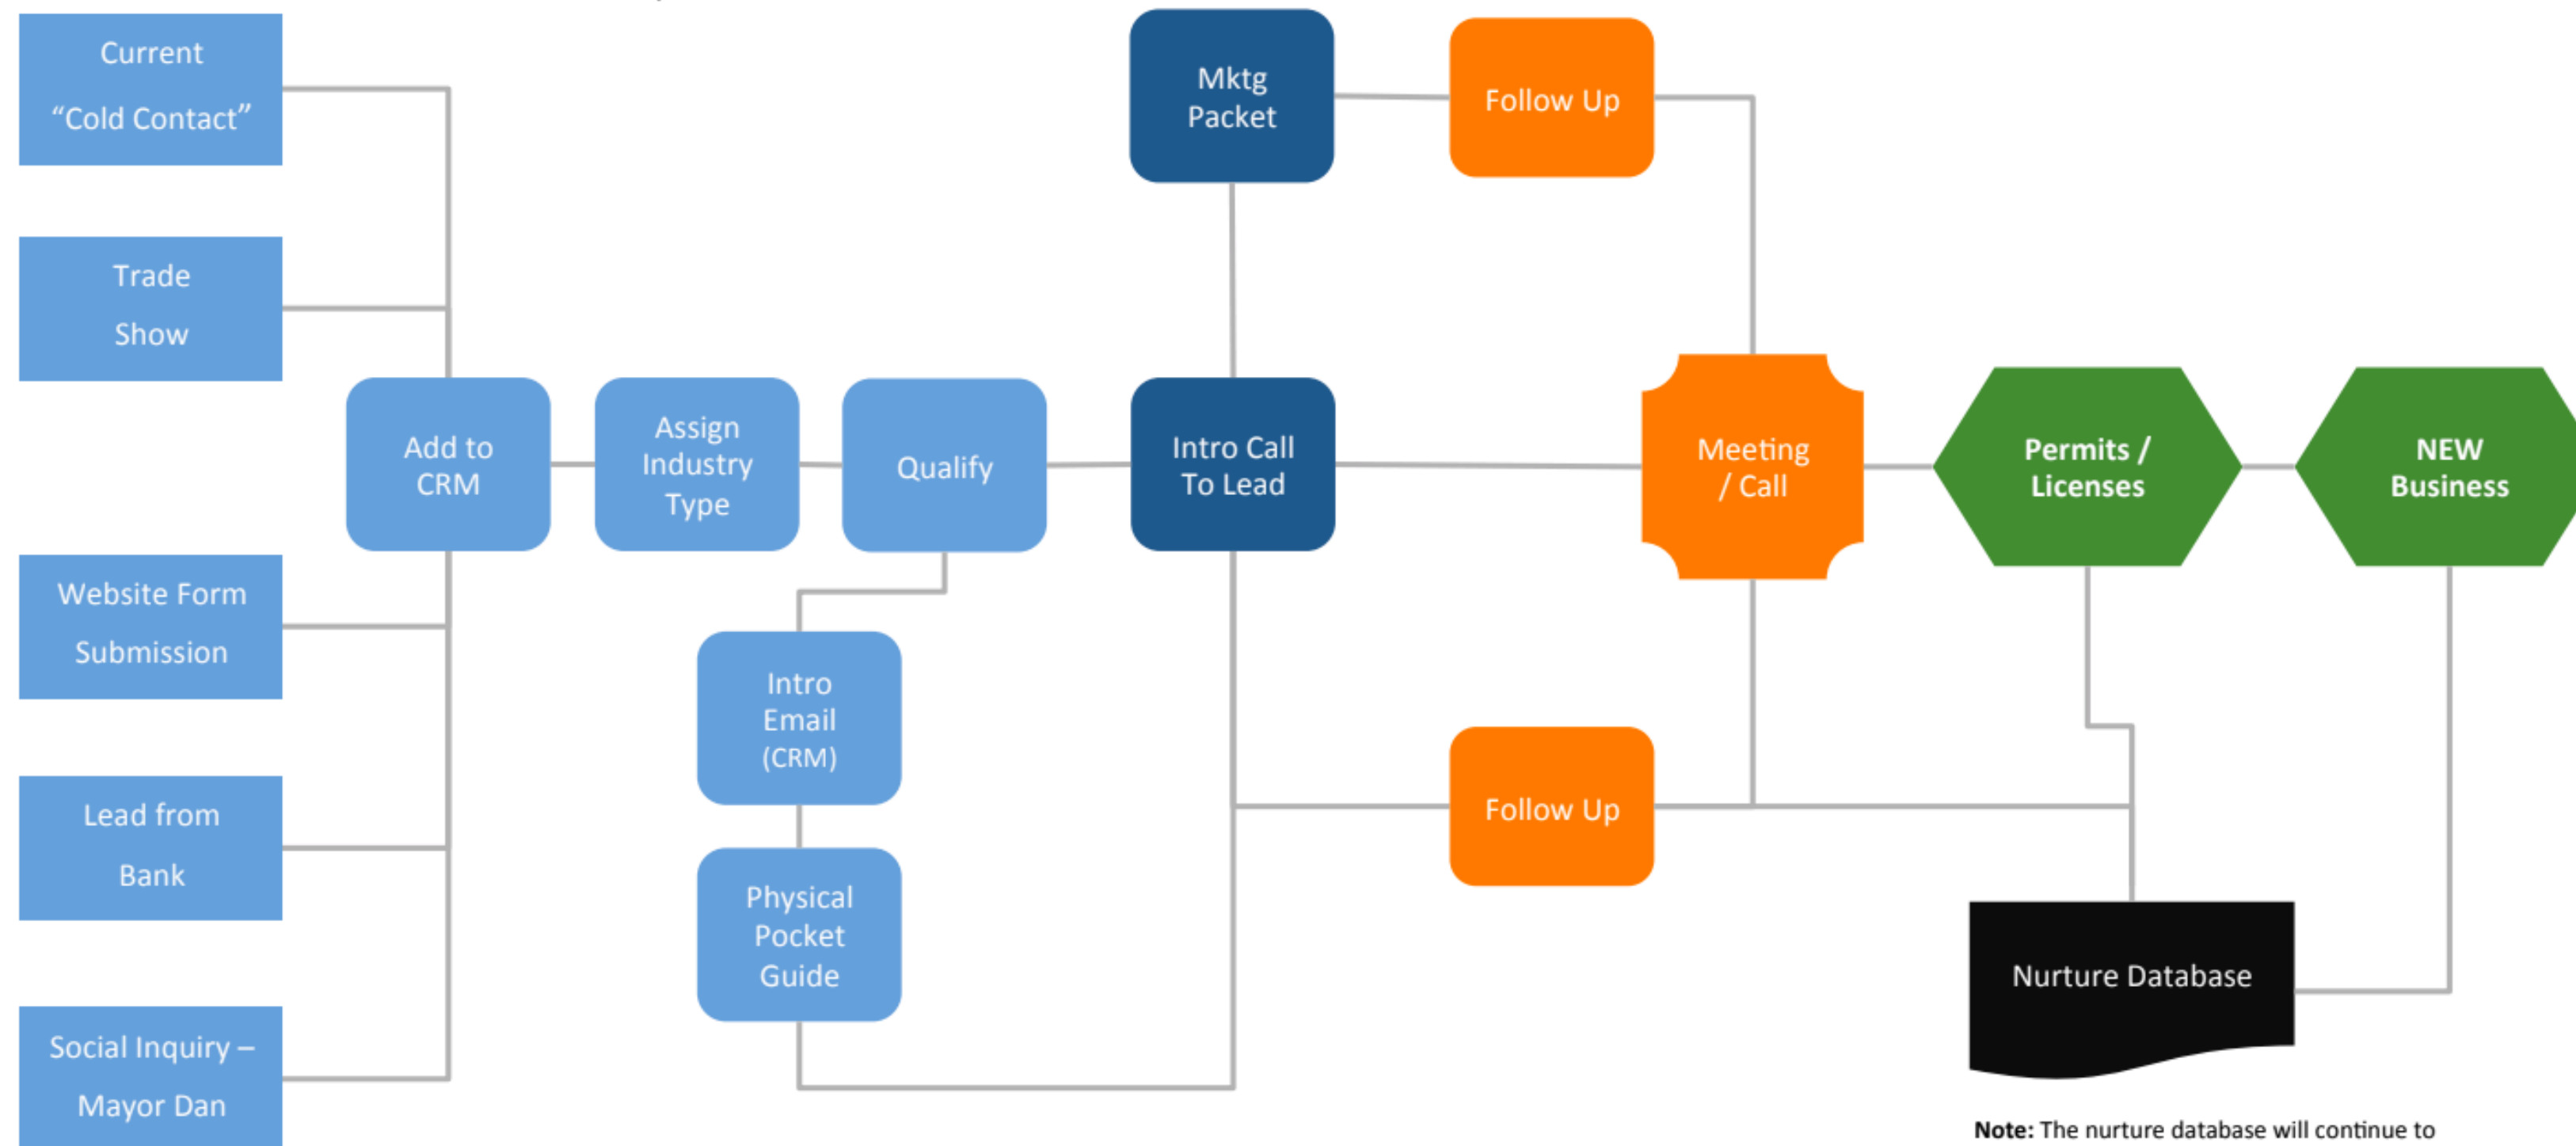 Current
“Cold Contact”
Trade
Show
Website Form
Submission
Lead from
Bank
Social Inquiry –
Mayor Dan
Add to
CRM
Assign
Industry
Type
Qualify
Intro
Email
(CRM)
Physical
Pocket
Guide
Mktg
Packet
Intro Call
To Lead
Follow Up
Follow Up
Meeting
/ Call
Permits /
Licenses
NEW
Business
Nurture Database
Note: The nurture database will continue to